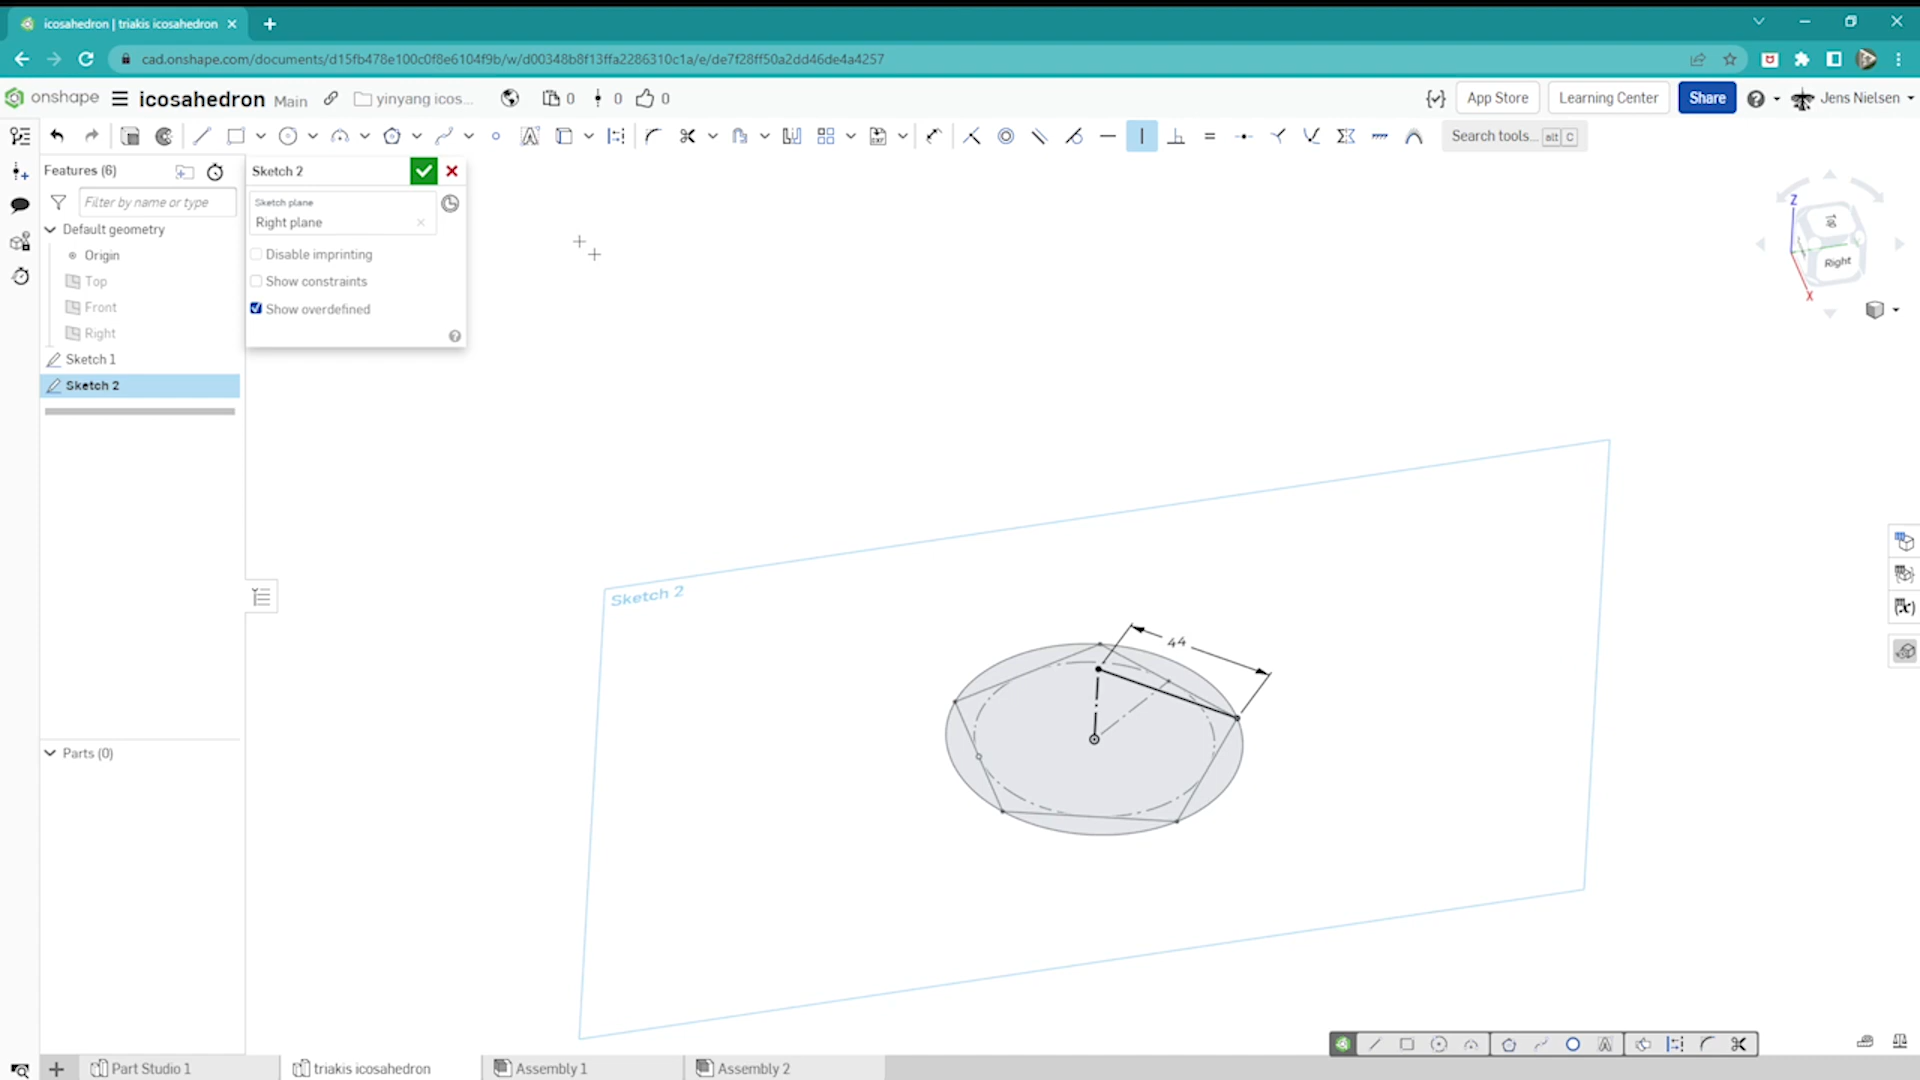 icosahedron | triakis icosahedron
cad.onshape.com/documents/d15fb478e100c0f8e6104f9b/w/d00348b8f13ffa2286310c1a/e/de7f28ff50a2dd46de4a4257
onshape icosahedron Main yinyang icos... 0 0 0 App Store Learning Center Share Jens Nielsen
Search tools... alt C
Features (6)
Filter by name or type
Default geometry
Origin
Top
Front
Right
Sketch 1
Sketch 2
Parts (0)
Sketch 2
Sketch plane
Right plane
Disable imprinting
Show constraints
Show overdefined
Z
Right
X
Sketch 2
44
Part Studio 1
triakis icosahedron
Assembly 1
Assembly 2